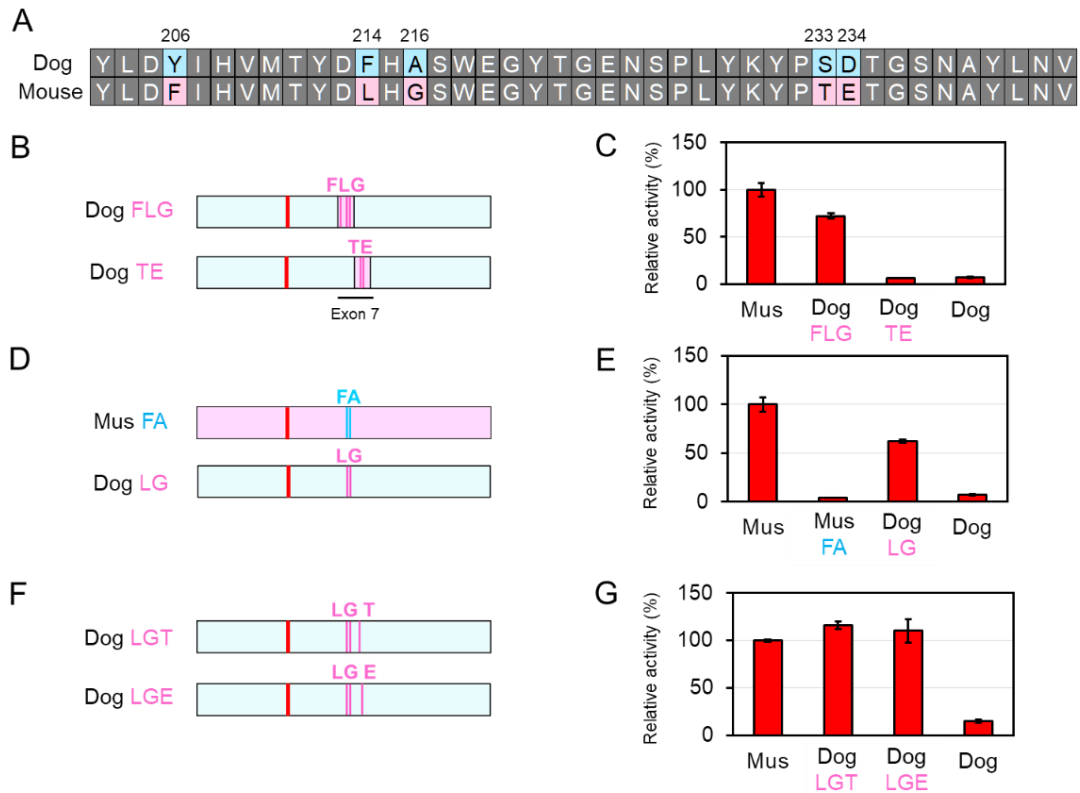 A
206 214 216 233 234
Dog Y L D Y I H V M T Y D F H A S W E G Y T G E N S P L Y K Y P S D T G S N A Y L N V
Mouse Y L D F I H V M T Y D L H G S W E G Y T G E N S P L Y K Y P T E T G S N A Y L N V
B
FLG
Dog FLG
TE
Dog TE
Exon 7
C
Relative activity (%)
150
100
50
0
Mus Dog Dog Dog
FLG TE
D
FA
Mus FA
LG
Dog LG
E
Relative activity (%)
150
100
50
0
Mus Mus Dog Dog
FA LG
F
LG T
Dog LGT
LG E
Dog LGE
G
Relative activity (%)
150
100
50
0
Mus Dog Dog Dog
LGT LGE